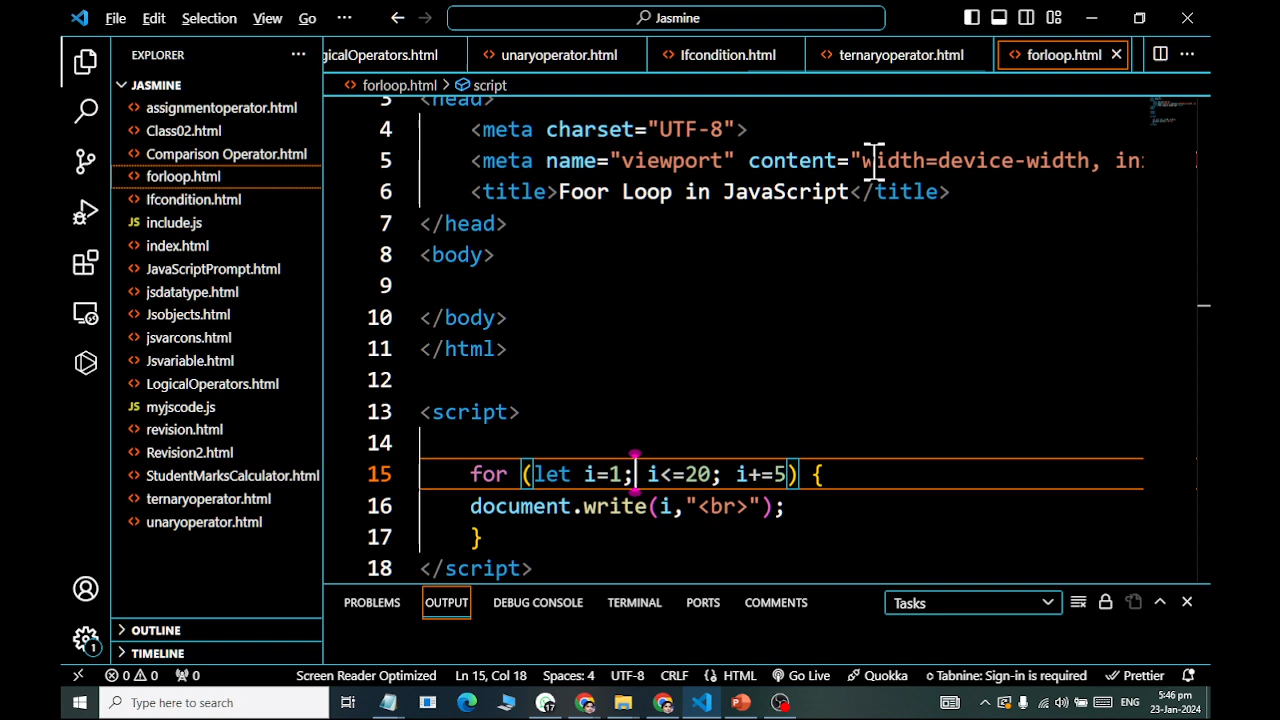 File Edit Selection View Go ··· Jasmine
EXPLORER ···
gicalOperators.html unaryoperator.html Ifcondition.html ternaryoperator.html forloop.html ···
JASMINE
assignmentoperator.html
Class02.html
Comparison Operator.html
forloop.html
Ifcondition.html
JS include.js
index.html
JavaScriptPrompt.html
jsdatatype.html
Jsobjects.html
jsvarcons.html
Jsvariable.html
LogicalOperators.html
JS myjscode.js
revision.html
Revision2.html
StudentMarksCalculator.html
ternaryoperator.html
unaryoperator.html
OUTLINE
TIMELINE
1
forloop.html > script
3 <head>
4 <meta charset="UTF-8">
5 <meta name="viewport" content="width=device-width, in
6 <title>Foor Loop in JavaScript</title>
7 </head>
8 <body>
9
10 </body>
11 </html>
12
13 <script>
14
15 for (let i=1; i<=20; i+=5) {
16 document.write(i,"<br>");
17 }
18 </script>
PROBLEMS OUTPUT DEBUG CONSOLE TERMINAL PORTS COMMENTS Tasks
0 0 0 Screen Reader Optimized Ln 15, Col 18 Spaces: 4 UTF-8 CRLF HTML Go Live Quokka Tabnine: Sign-in is required Prettier
Type here to search 17 ENG 5:46 pm
23-Jan-2024